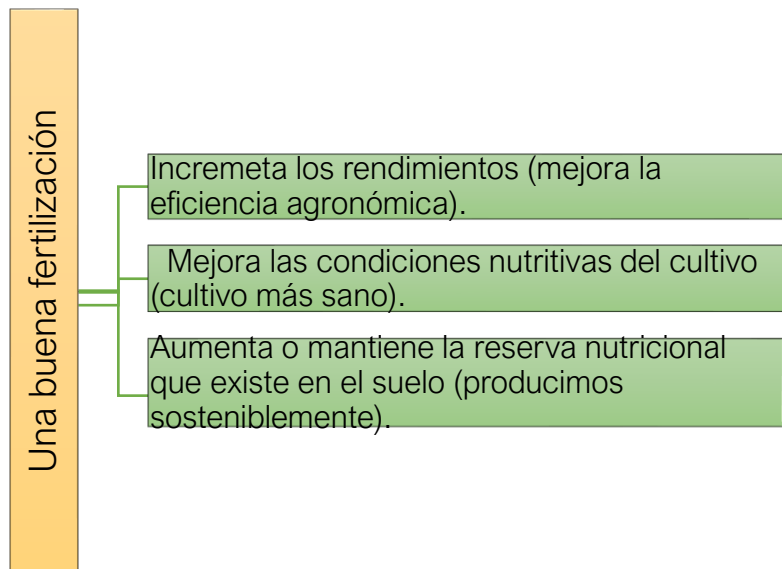 Una buena fertilización
Incremeta los rendimientos (mejora la
eficiencia agronómica).
Mejora las condiciones nutritivas del cultivo
(cultivo más sano).
Aumenta o mantiene la reserva nutricional
que existe en el suelo (producimos
sosteniblemente).